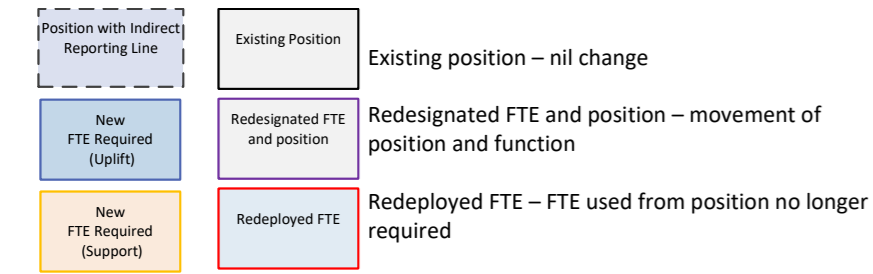 Position with Indirect
Reporting Line
Existing Position
Existing position – nil change
New
FTE Required
(Uplift)
Redesignated FTE
and position
Redesignated FTE and position – movement of
position and function
New
FTE Required
(Support)
Redeployed FTE
Redeployed FTE – FTE used from position no longer
required